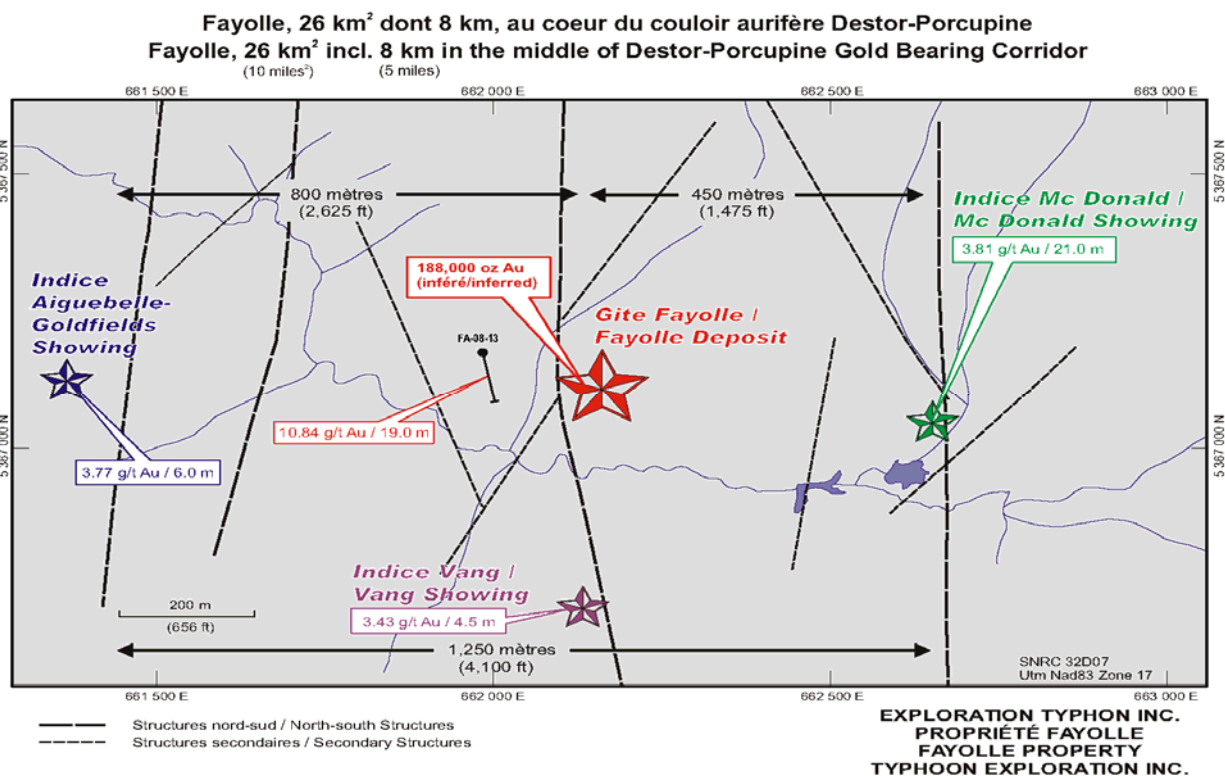 Fayolle, 26 km² dont 8 km, au coeur du couloir aurifère Destor-Porcupine
Fayolle, 26 km² incl. 8 km in the middle of Destor-Porcupine Gold Bearing Corridor
(10 miles²) (5 miles)
661 500 E 662 000 E 662 500 E 663 000 E
5 367 500 N
5 367 500 N
800 mètres
(2,625 ft)
450 mètres
(1,475 ft)
Indice Mc Donald /
Mc Donald Showing
3.81 g/t Au / 21.0 m
188,000 oz Au
(inféré/inferred)
Indice
Aiguebelle-
Goldfields
Showing
Gite Fayolle /
Fayolle Deposit
FA-08-13
10.84 g/t Au / 19.0 m
3.77 g/t Au / 6.0 m
5 367 000 N
5 367 000 N
Indice Vang /
Vang Showing
3.43 g/t Au / 4.5 m
200 m
(656 ft)
1,250 mètres
(4,100 ft)
SNRC 32D07
Utm Nad83 Zone 17
661 500 E 662 000 E 662 500 E 663 000 E
Structures nord-sud / North-south Structures
Structures secondaires / Secondary Structures
EXPLORATION TYPHON INC.
PROPRIÉTÉ FAYOLLE
FAYOLLE PROPERTY
TYPHOON EXPLORATION INC.